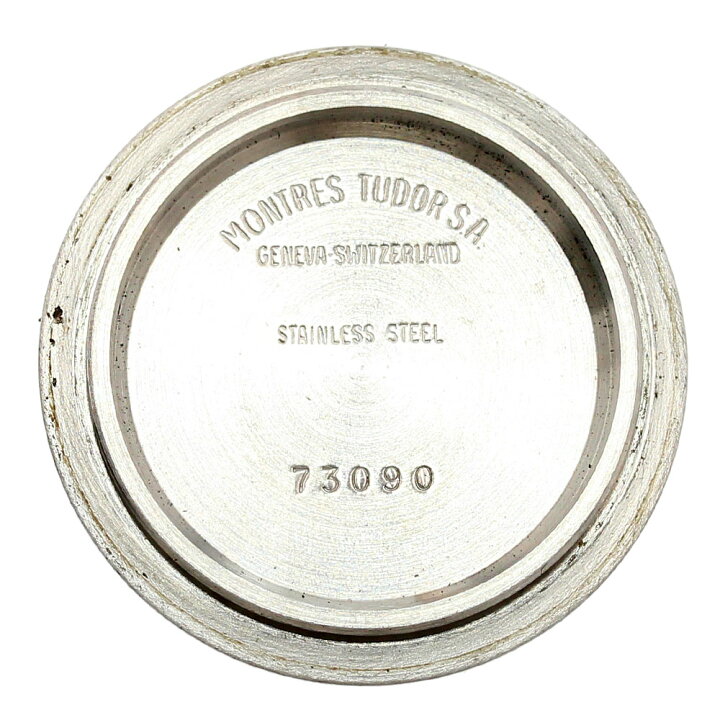 MONTRES TUDOR S.A.
GENEVA-SWITZERLAND
STAINLESS STEEL
73090